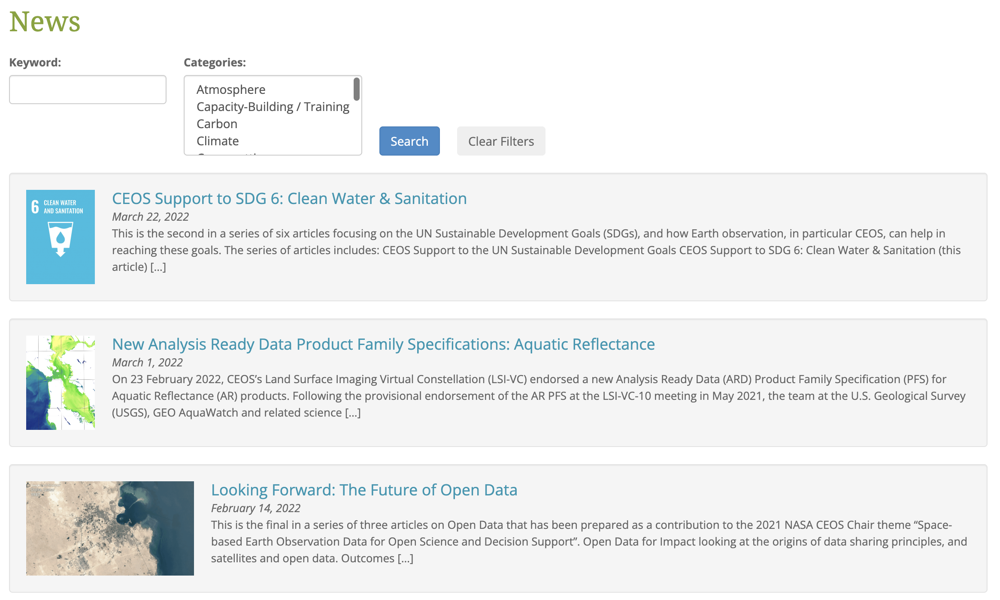 News
Keyword:
Categories:
Atmosphere
Capacity-Building / Training
Carbon
Climate
Search
Clear Filters
6 CLEAN WATER
AND SANITATION
CEOS Support to SDG 6: Clean Water & Sanitation
March 22, 2022
This is the second in a series of six articles focusing on the UN Sustainable Development Goals (SDGs), and how Earth observation, in particular CEOS, can help in
reaching these goals. The series of articles includes: CEOS Support to the UN Sustainable Development Goals CEOS Support to SDG 6: Clean Water & Sanitation (this
article) [...]
New Analysis Ready Data Product Family Specifications: Aquatic Reflectance
March 1, 2022
On 23 February 2022, CEOS’s Land Surface Imaging Virtual Constellation (LSI-VC) endorsed a new Analysis Ready Data (ARD) Product Family Specification (PFS) for
Aquatic Reflectance (AR) products. Following the provisional endorsement of the AR PFS at the LSI-VC-10 meeting in May 2021, the team at the U.S. Geological Survey
(USGS), GEO AquaWatch and related science [...]
Doha, Qatar
1987
Looking Forward: The Future of Open Data
February 14, 2022
This is the final in a series of three articles on Open Data that has been prepared as a contribution to the 2021 NASA CEOS Chair theme “Space-
based Earth Observation Data for Open Science and Decision Support”. Open Data for Impact looking at the origins of data sharing principles, and
satellites and open data. Outcomes [...]